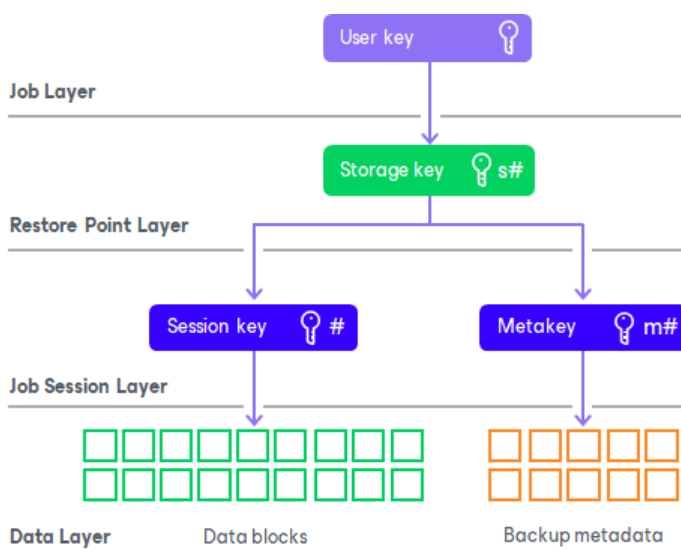 User key
Job Layer
Storage key s#
Restore Point Layer
Session key #
Metakey m#
Job Session Layer
Data Layer
Data blocks
Backup metadata